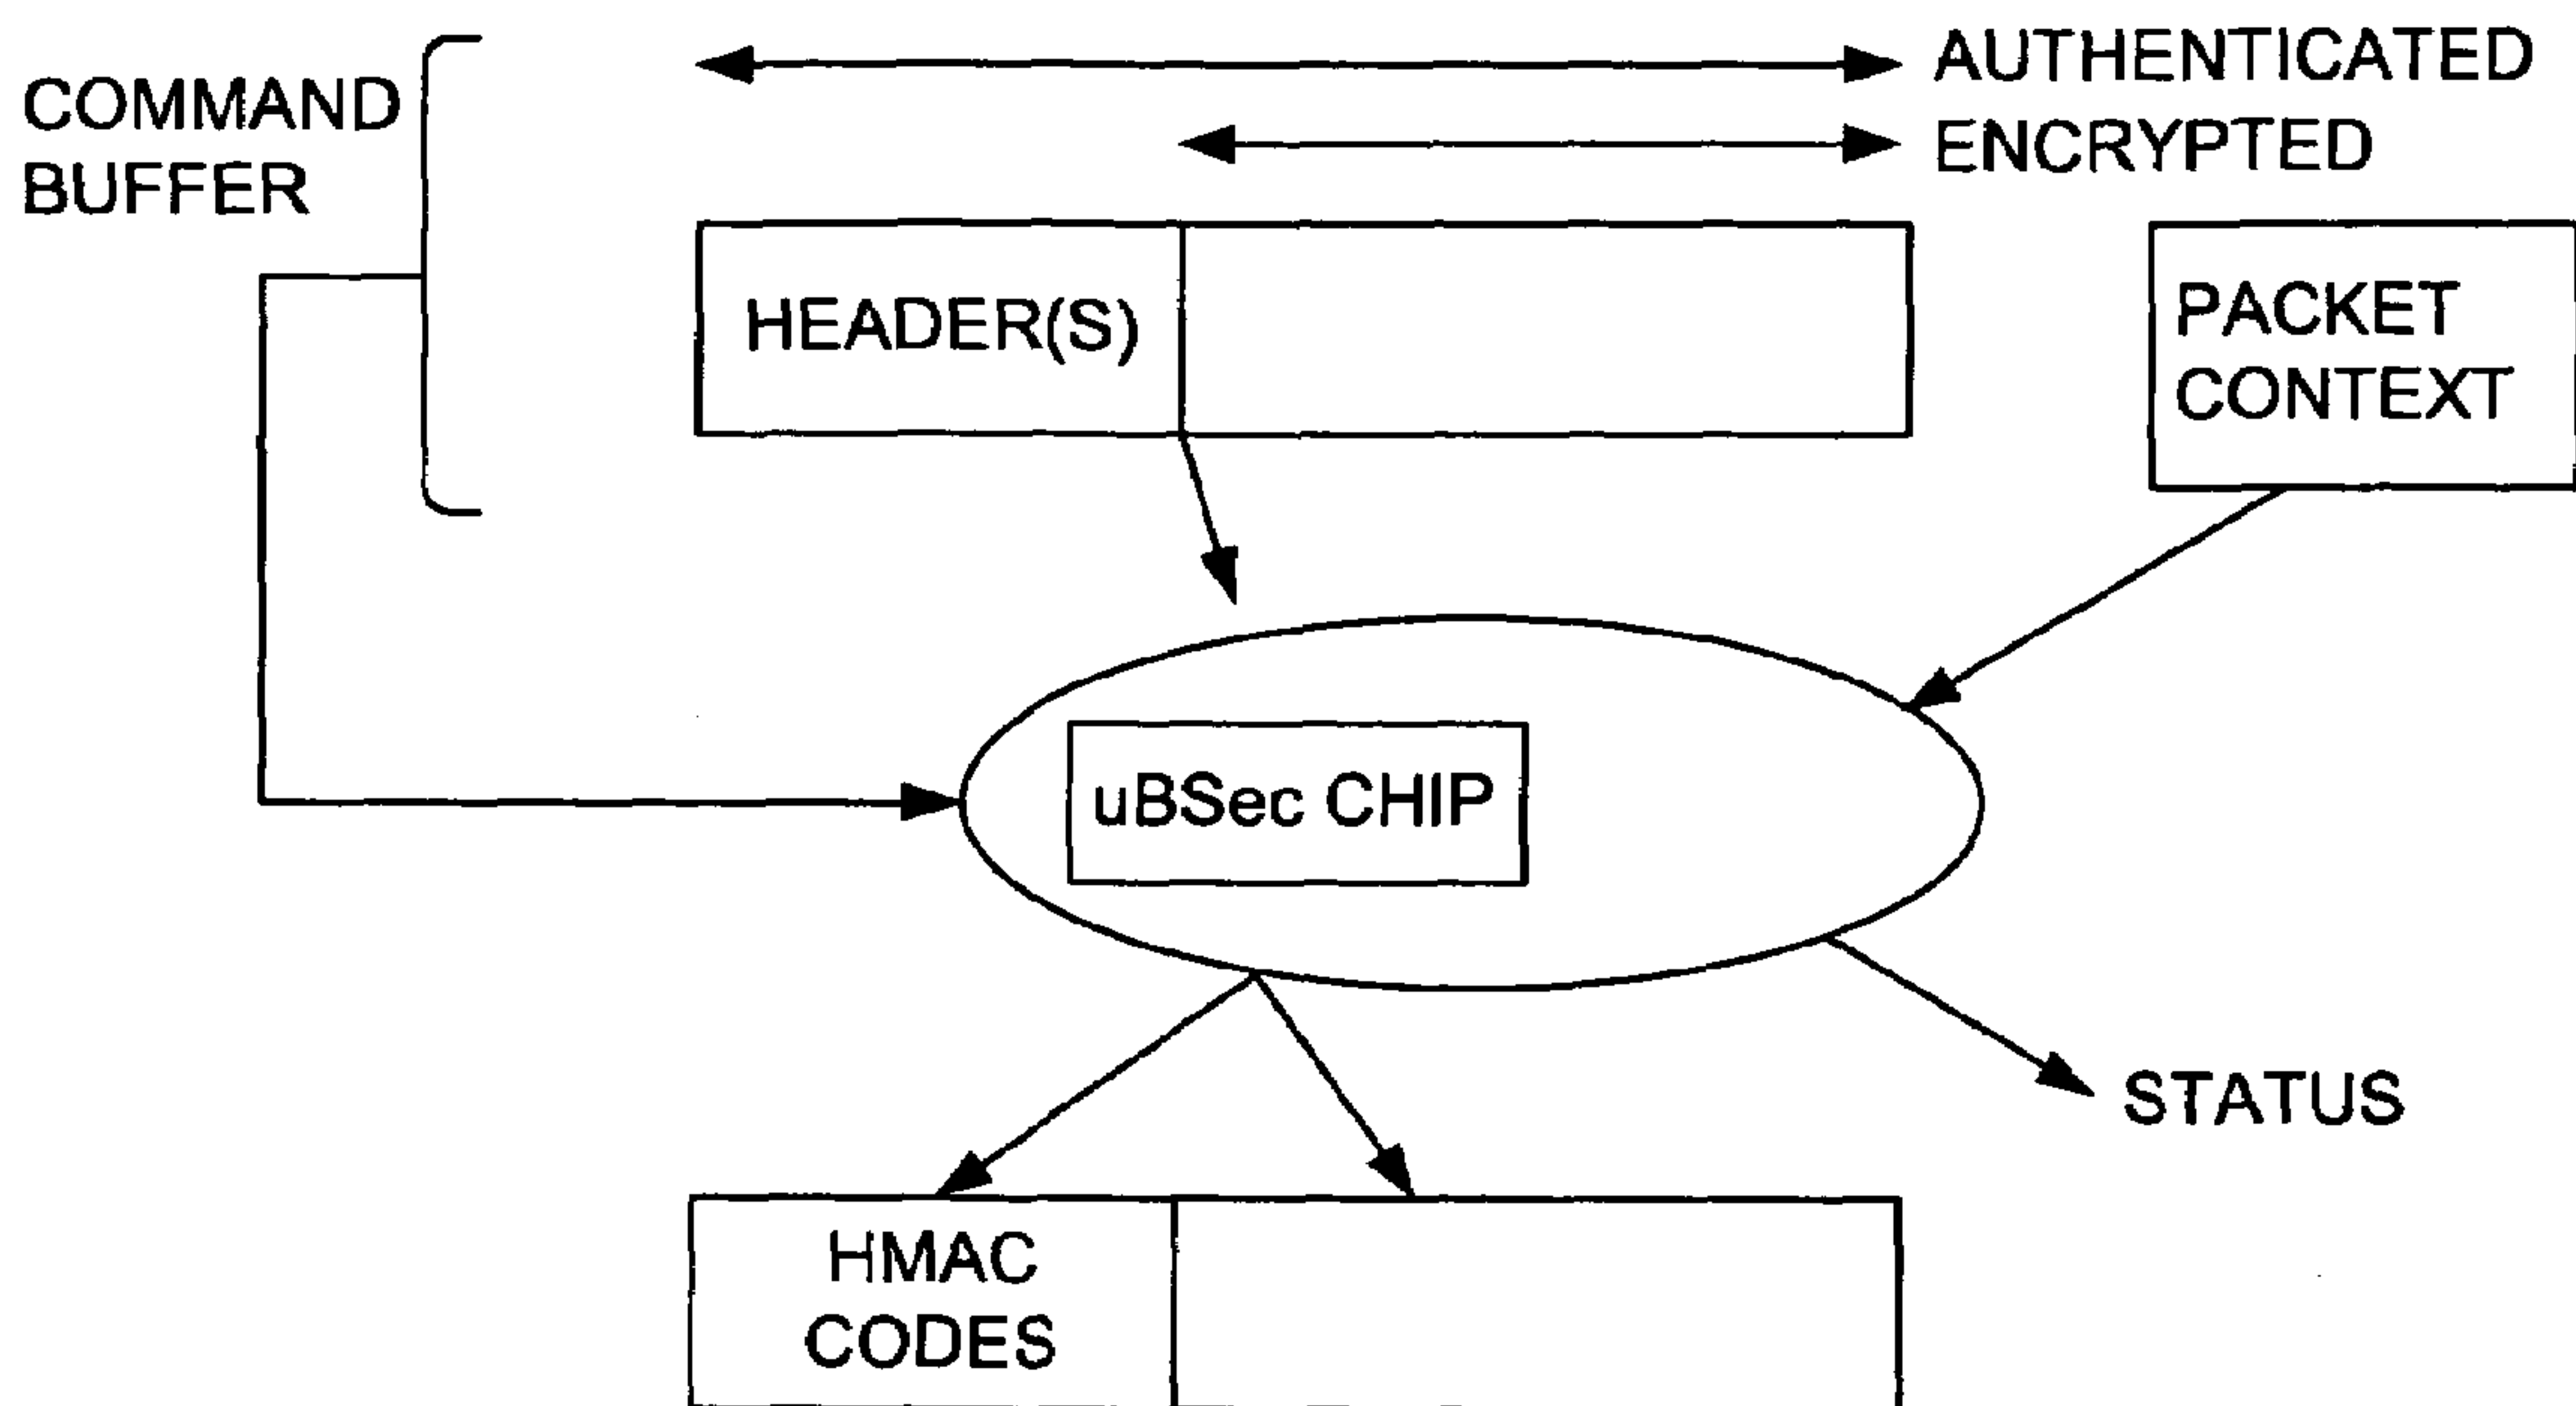 COMMAND
BUFFER
AUTHENTICATED
ENCRYPTED
HEADER(S)
PACKET
CONTEXT
uBSec CHIP
STATUS
HMAC
CODES